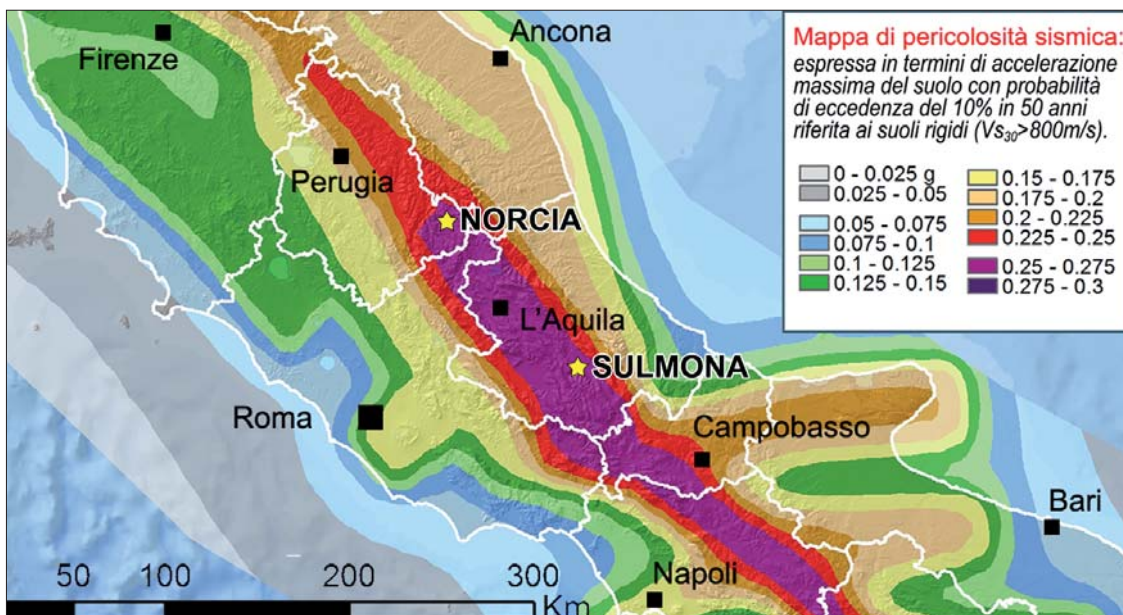 Firenze
Ancona
Perugia
NORCIA
L'Aquila
SULMONA
Roma
Campobasso
Bari
Napoli
50 100 200 300
Km
Mappa di pericolosità sismica:
espressa in termini di accelerazione
massima del suolo con probabilità
di eccedenza del 10% in 50 anni
riferita ai suoli rigidi (Vs30>800m/s).
0 - 0.025 g
0.025 - 0.05
0.05 - 0.075
0.075 - 0.1
0.1 - 0.125
0.125 - 0.15
0.15 - 0.175
0.175 - 0.2
0.2 - 0.225
0.225 - 0.25
0.25 - 0.275
0.275 - 0.3